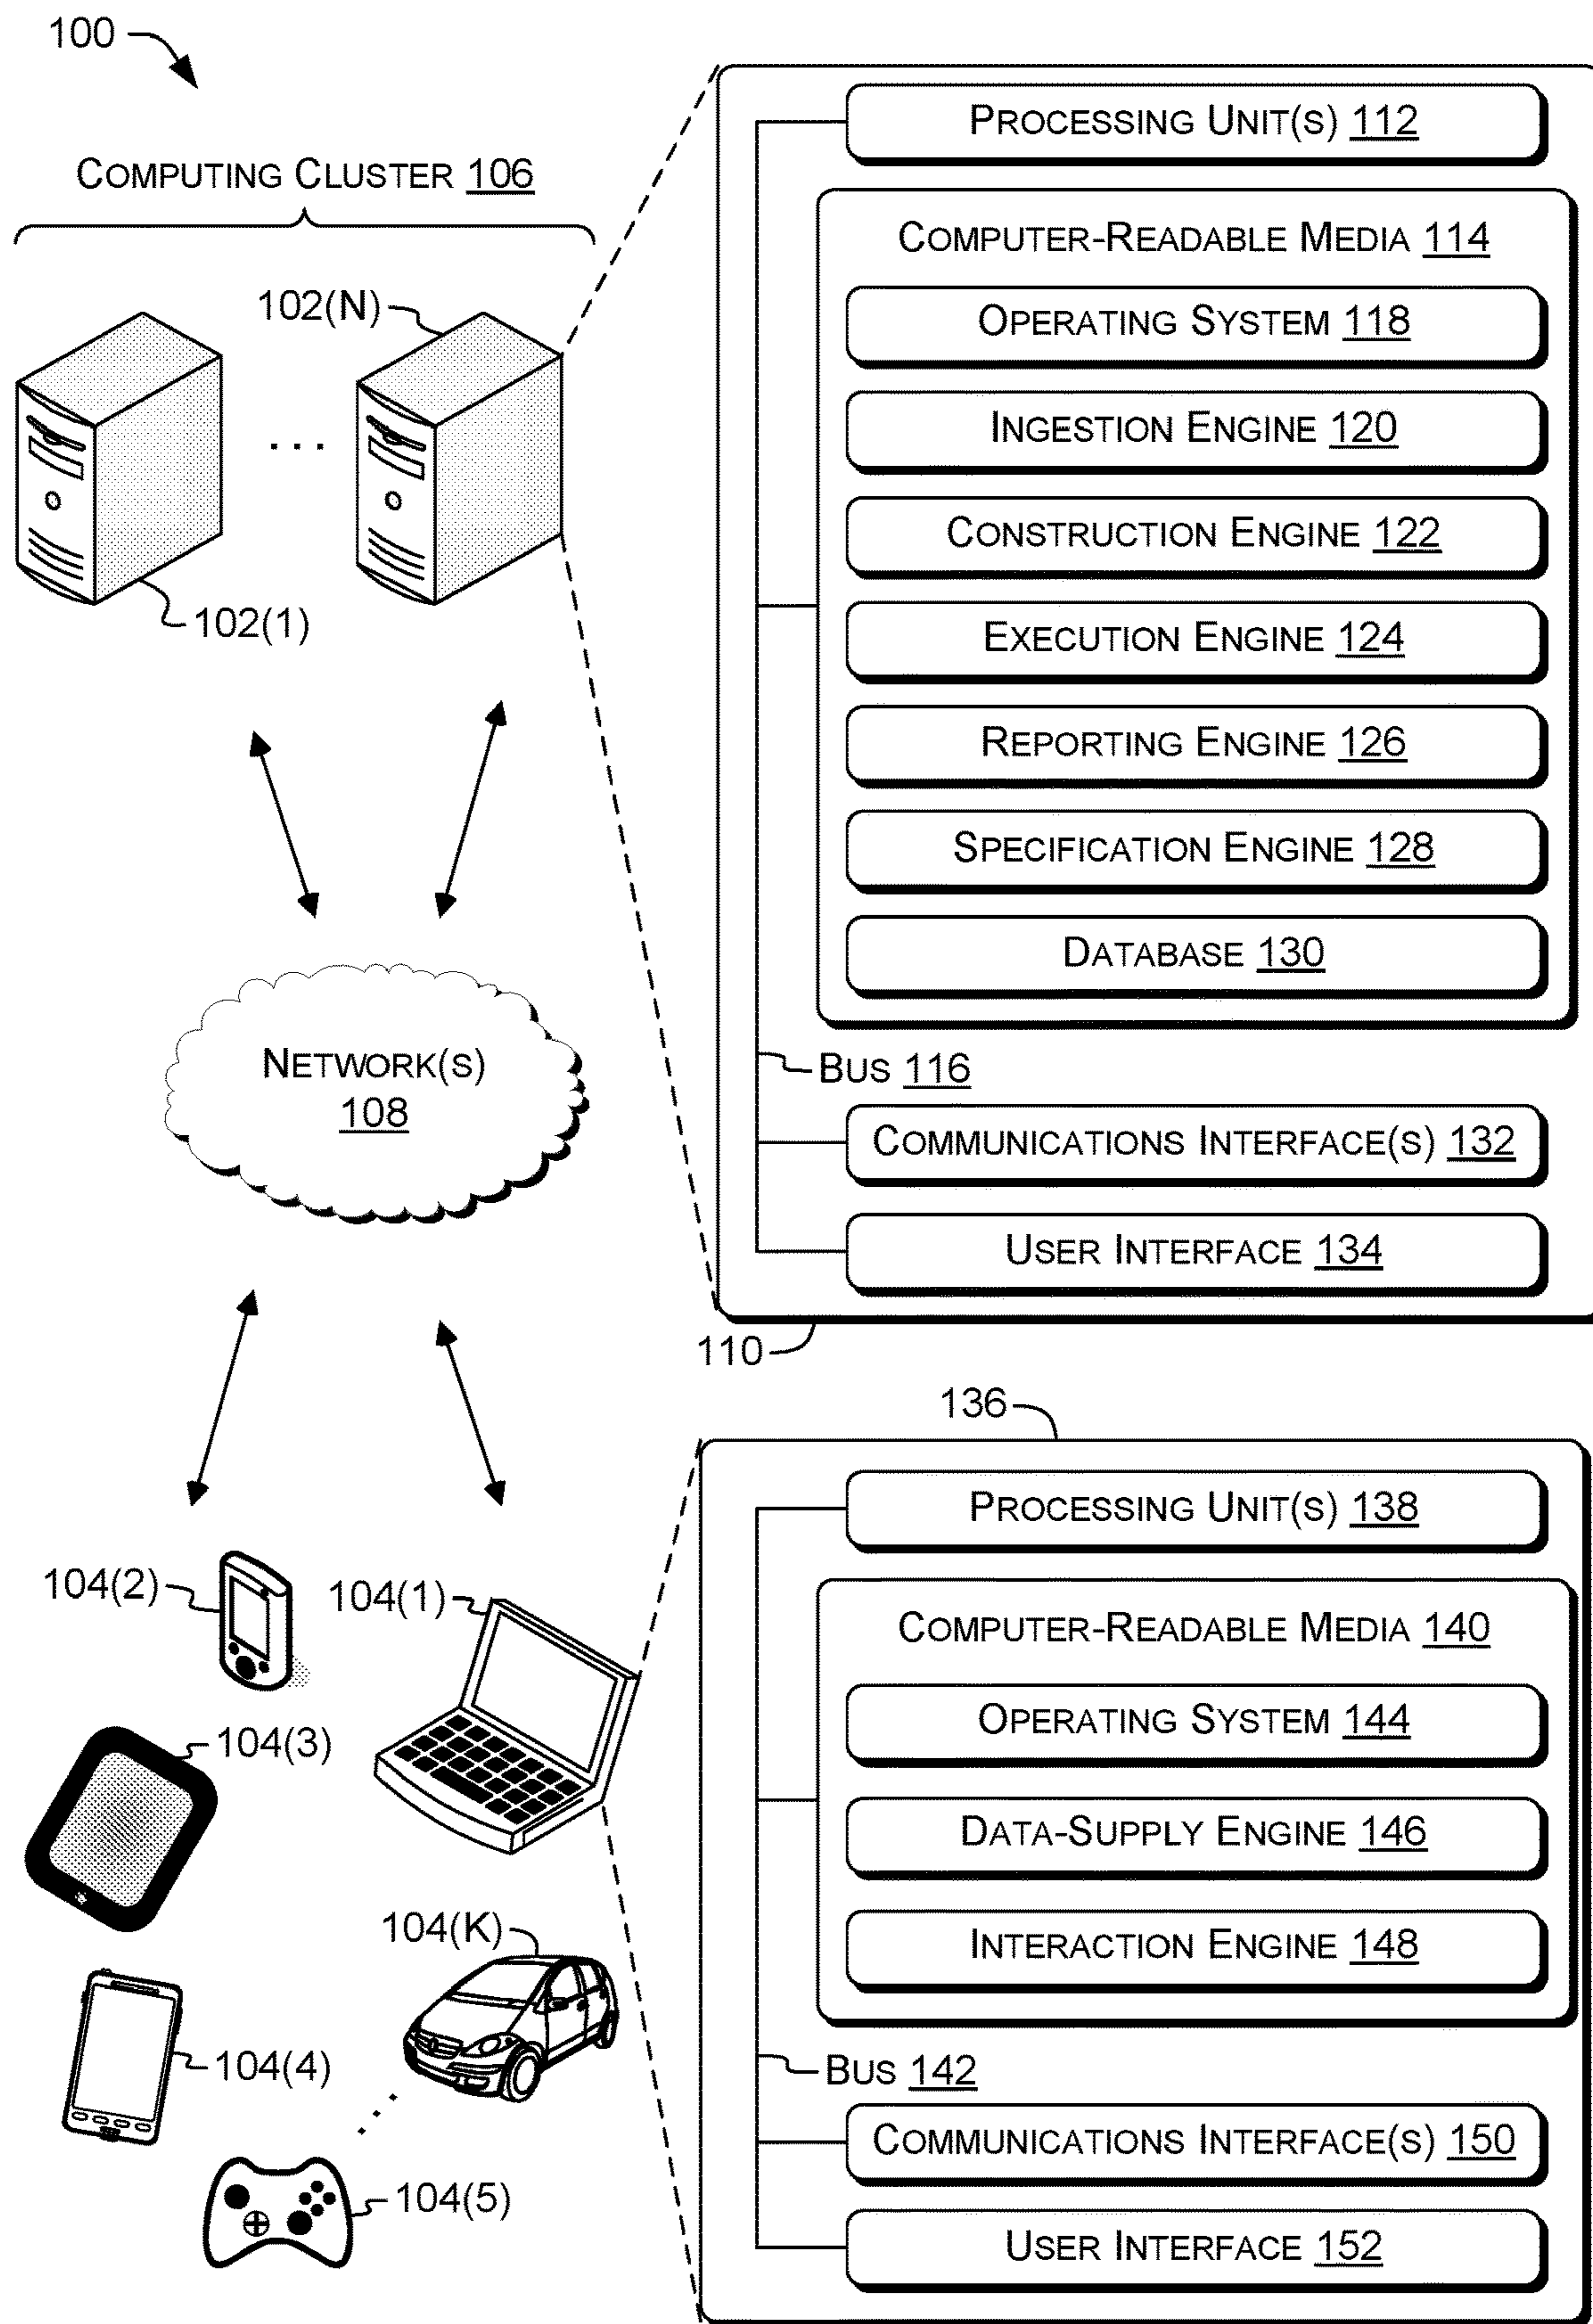 100
COMPUTING CLUSTER 106
102(N)
102(1)
NETWORK(S)
108
PROCESSING UNIT(S) 112
COMPUTER-READABLE MEDIA 114
OPERATING SYSTEM 118
INGESTION ENGINE 120
CONSTRUCTION ENGINE 122
EXECUTION ENGINE 124
REPORTING ENGINE 126
SPECIFICATION ENGINE 128
DATABASE 130
BUS 116
COMMUNICATIONS INTERFACE(S) 132
USER INTERFACE 134
110
104(2)
104(1)
104(3)
104(K)
104(4)
104(5)
136
PROCESSING UNIT(S) 138
COMPUTER-READABLE MEDIA 140
OPERATING SYSTEM 144
DATA-SUPPLY ENGINE 146
INTERACTION ENGINE 148
BUS 142
COMMUNICATIONS INTERFACE(S) 150
USER INTERFACE 152